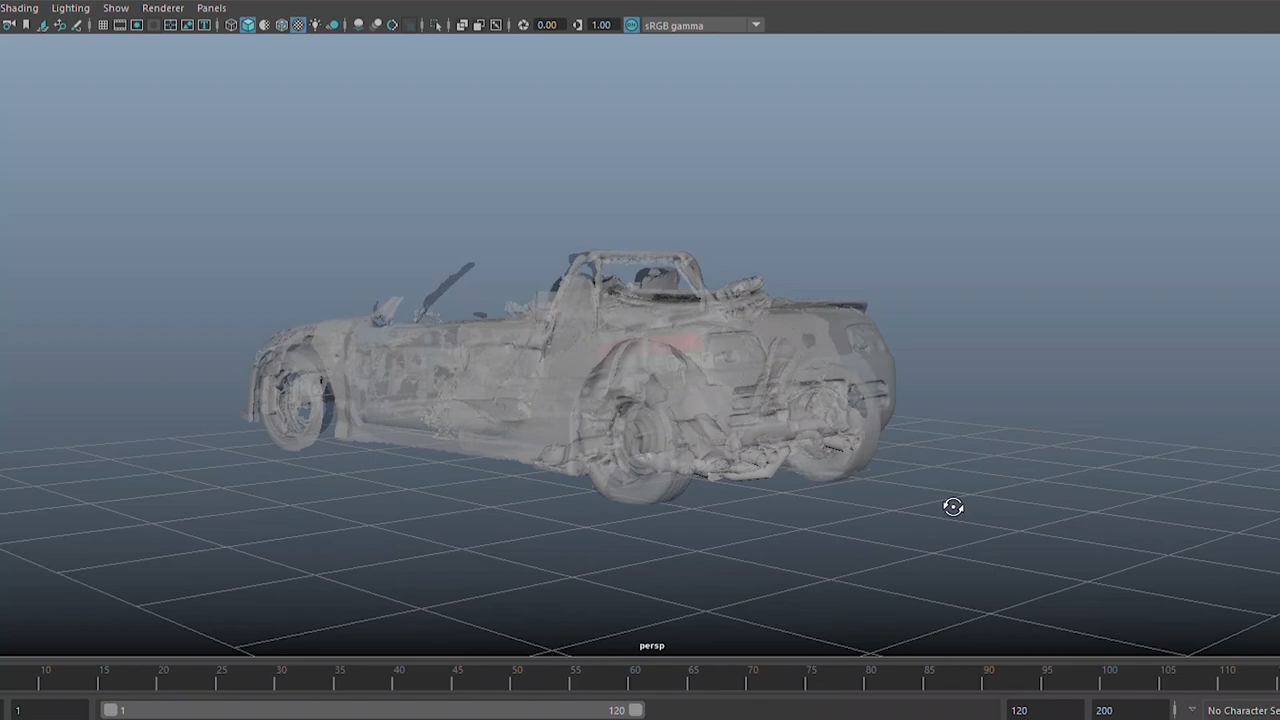 Shading Lighting Show Renderer Panels
0.00 1.00 sRGB gamma
persp
10 15 20 25 30 35 40 45 50 55 60 65 70 75 80 85 90 95 100 105 110
1 1 120 120 200 No Character Se